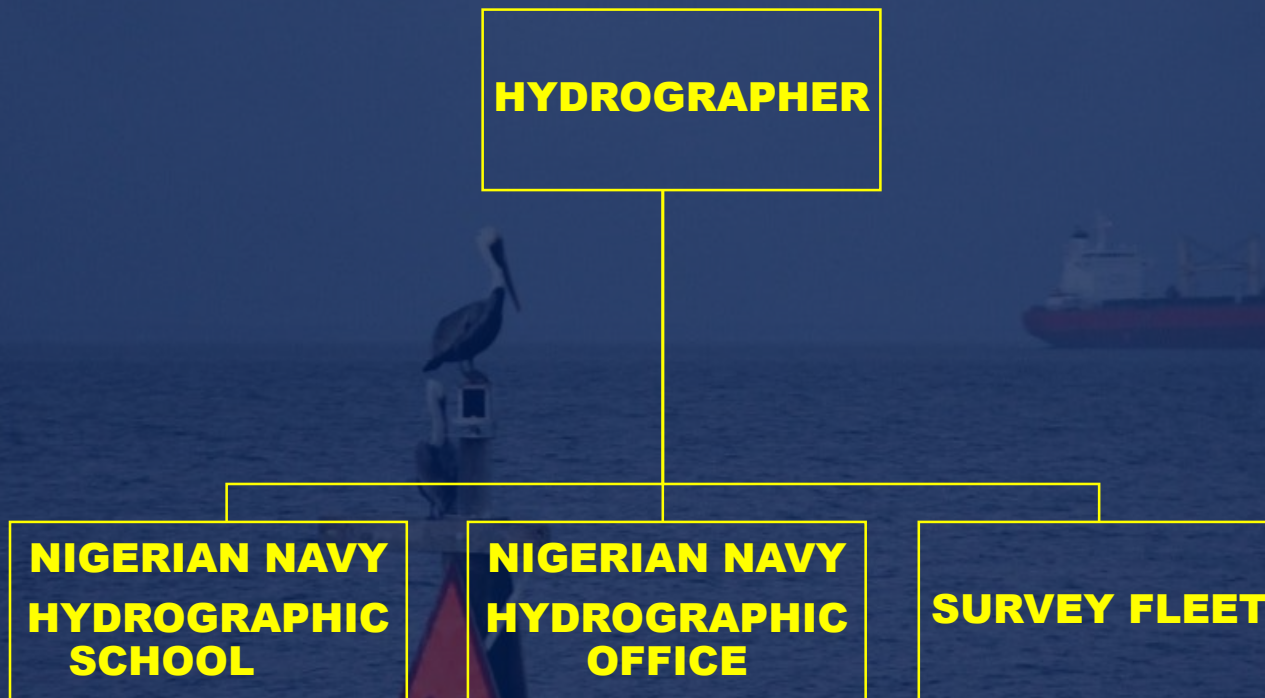 HYDROGRAPHER
NIGERIAN NAVY
HYDROGRAPHIC
SCHOOL
NIGERIAN NAVY
HYDROGRAPHIC
OFFICE
SURVEY FLEET